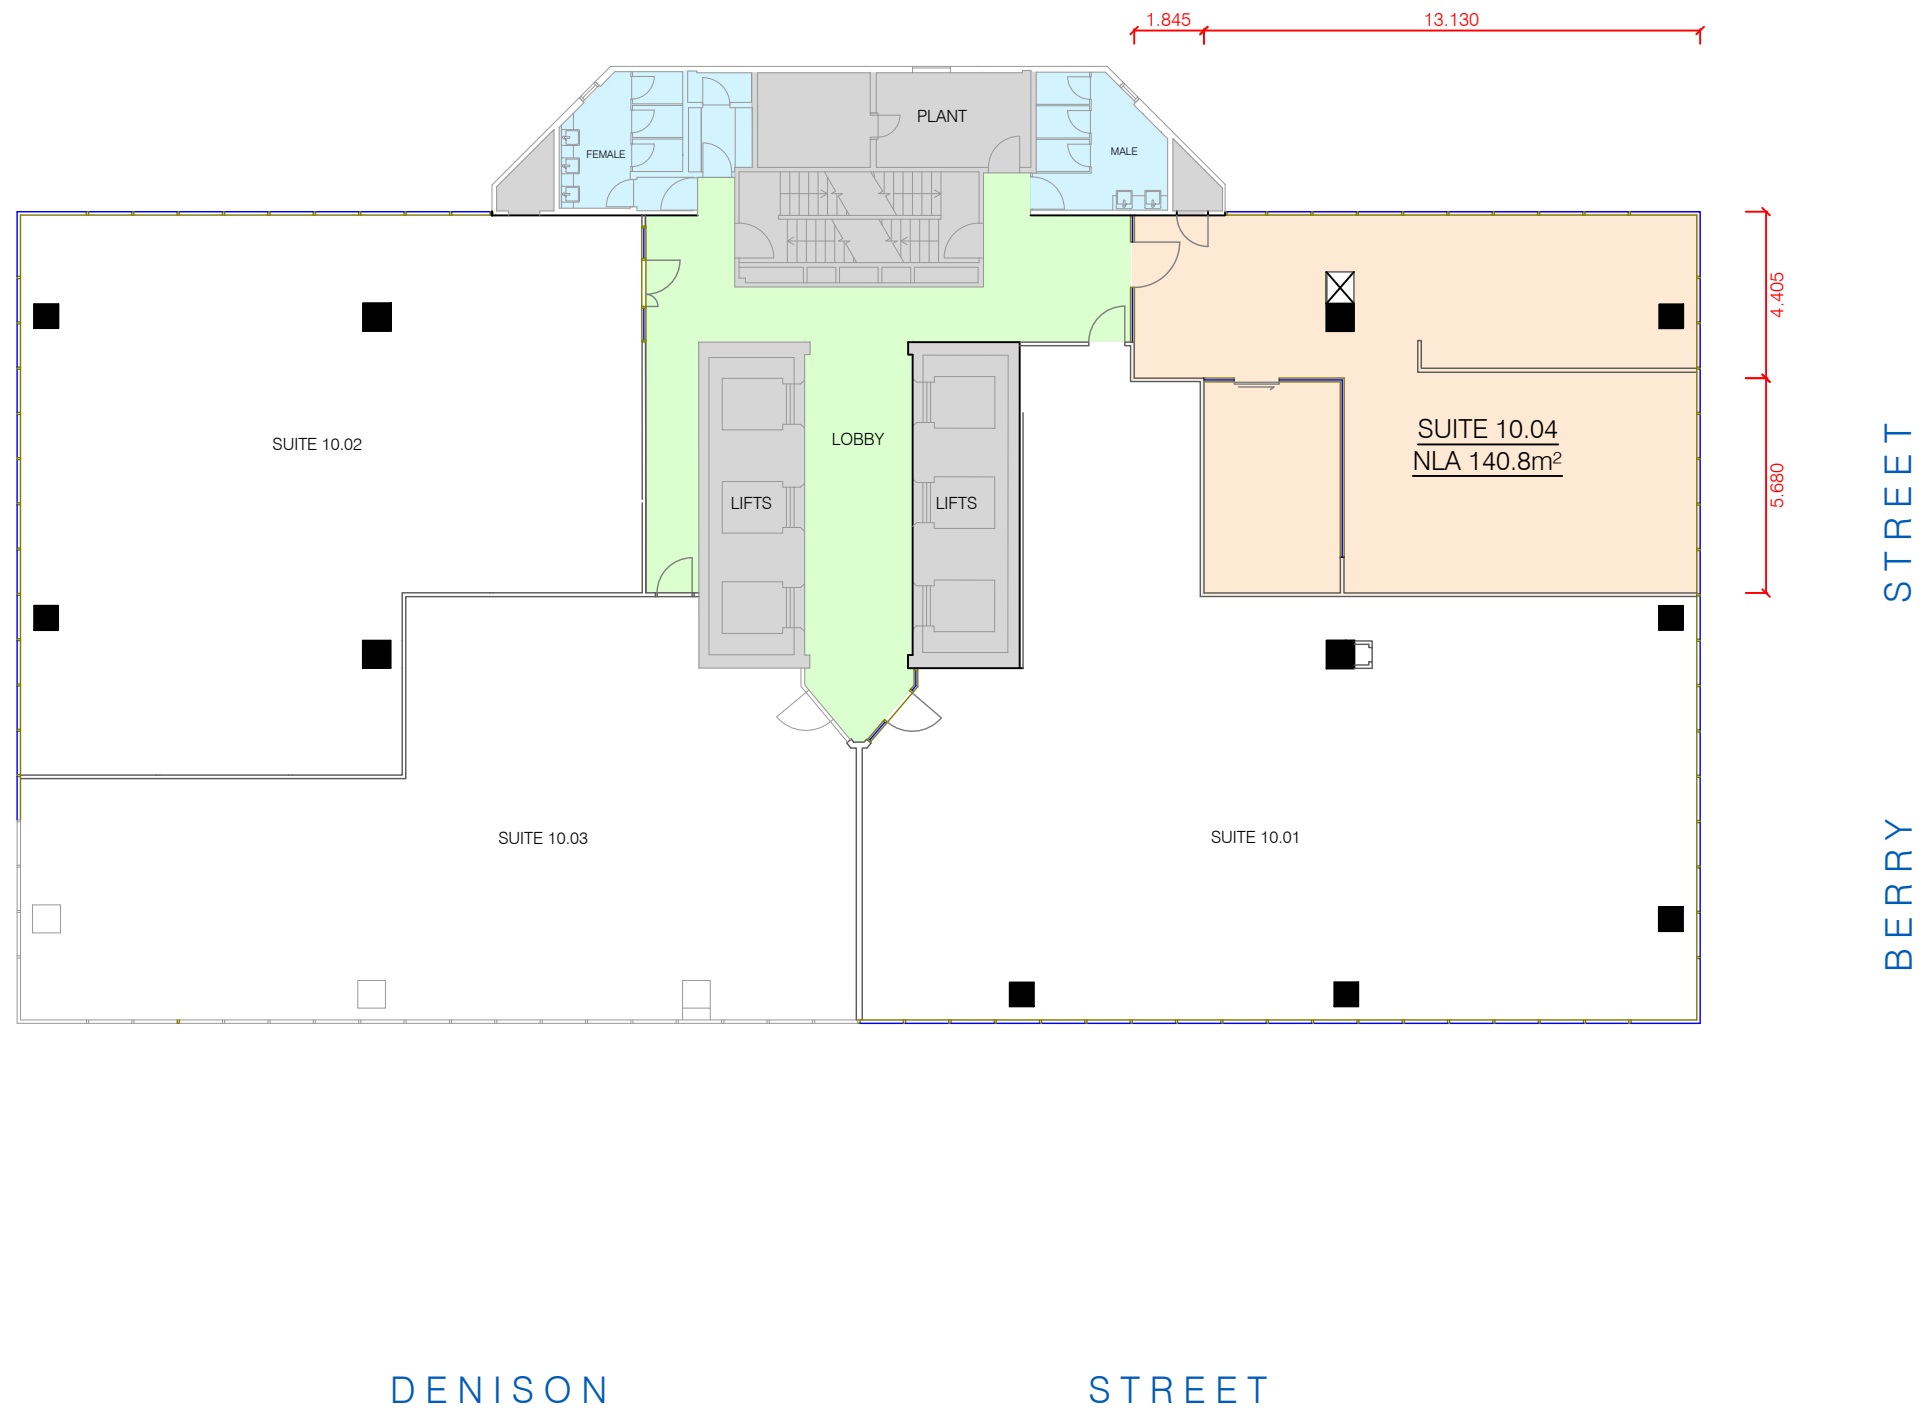 1.845
13.130
PLANT
FEMALE
MALE
4.405
SUITE 10.02
LOBBY
SUITE 10.04
NLA 140.8m²
LIFTS
LIFTS
5.680
BERRY STREET
SUITE 10.03
SUITE 10.01
DENISON STREET